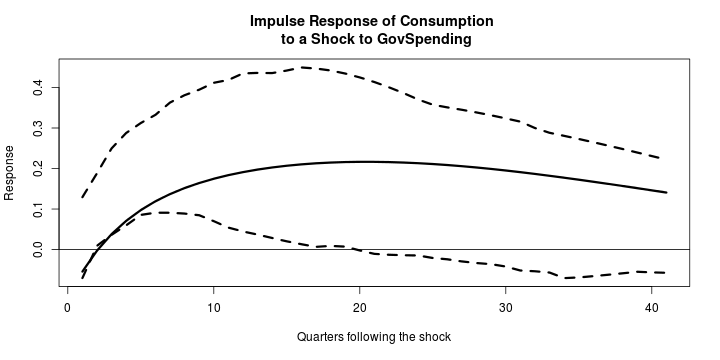 Impulse Response of Consumption
to a Shock to GovSpending
Response
0.4
0.3
0.2
0.1
0.0
0 10 20 30 40
Quarters following the shock